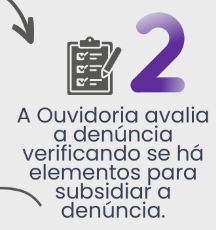 2
A Ouvidoria avalia
a denúncia
verificando se há
elementos para
subsidiar a
denúncia.